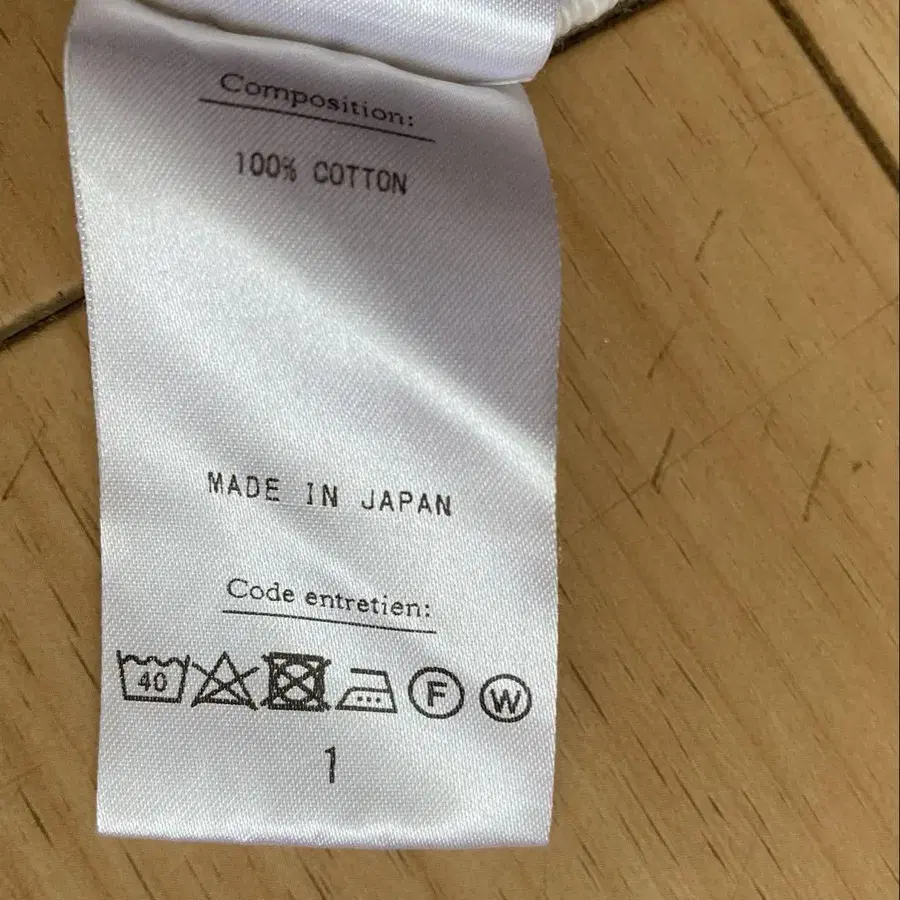 Composition:
100% COTTON
MADE IN JAPAN
Code entretien:
40 F W
1